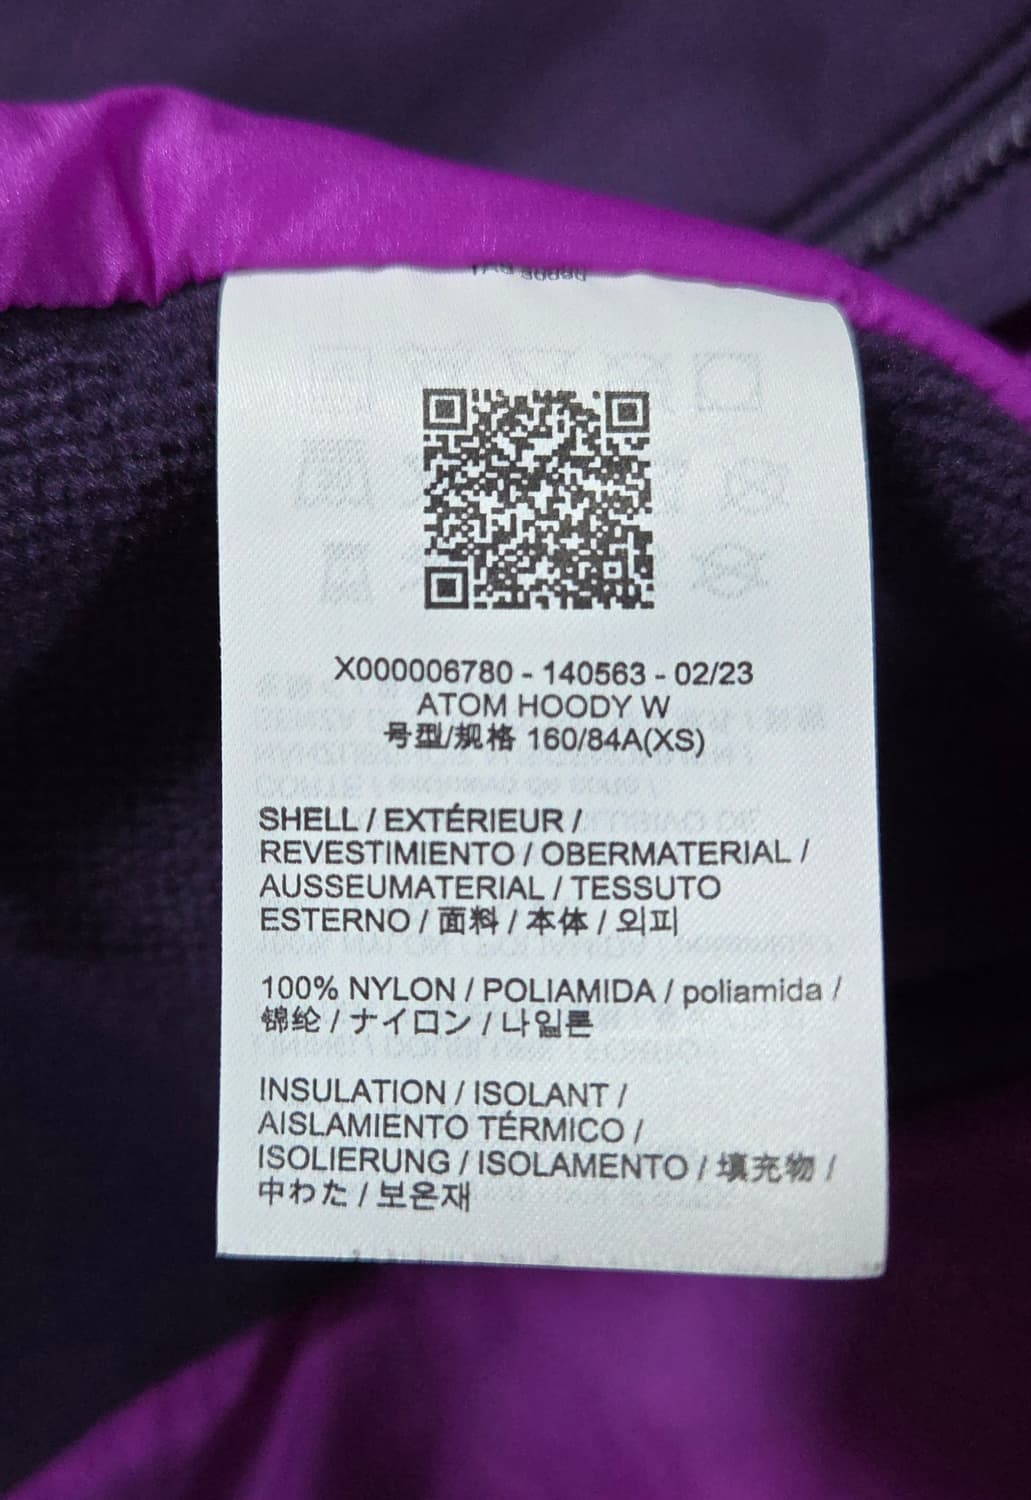 X000006780 - 140563 - 02/23
ATOM HOODY W
号型/规格 160/84A(XS)
SHELL / EXTÉRIEUR /
REVESTIMIENTO / OBERMATERIAL /
AUSSEUMATERIAL / TESSUTO
ESTERNO / 面料 / 本体 / 외피
100% NYLON / POLIAMIDA / poliamida /
锦纶 / ナイロン / 나일론
INSULATION / ISOLANT /
AISLAMIENTO TÉRMICO /
ISOLIERUNG / ISOLAMENTO / 填充物 /
中わた / 보온재